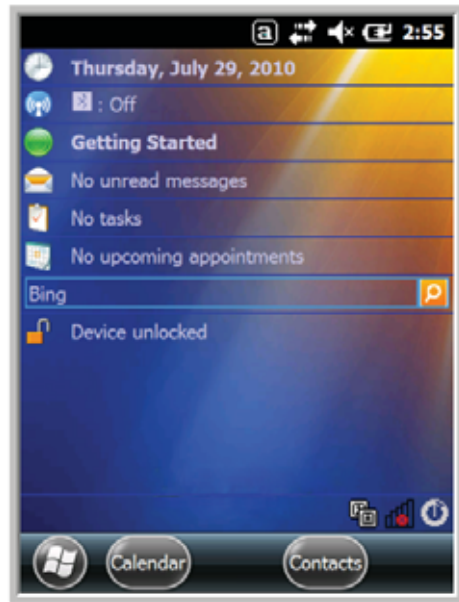 a 2:55
Thursday, July 29, 2010
: Off
Getting Started
No unread messages
No tasks
No upcoming appointments
Bing
Device unlocked
Calendar Contacts